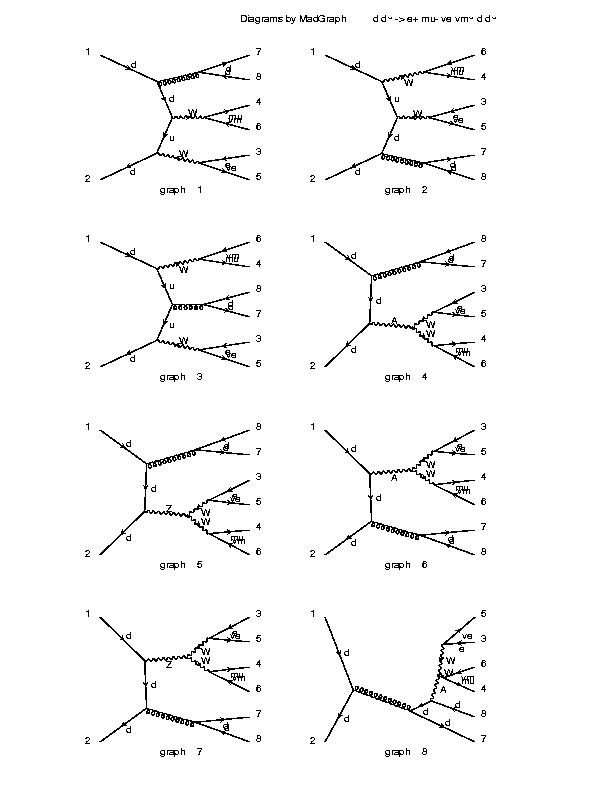 Diagrams by MadGraph d d~ -> e+ mu- ve vm~ d d~
1 7 1 6
d d W
8 4
d 4 u 3
W W
6 5
u 3 d 7
W
2 d 5 2 d 8
graph 1 graph 2
1 6 1 8
d W 4 d 7
u 8 d 3
7 A W 5
u 3 W 4
W
2 d 5 2 d 6
graph 3 graph 4
1 8 1 3
d 7 d W 5
d 3 A W 4
Z W 5 d 6
W 4 7
2 d 6 2 d 8
graph 5 graph 6
1 3 1 5
d W 5 ve 3
Z W 4 d e
d 6 W 6
W 4
7 A 8
d d
2 d 8 2 d d 7
graph 7 graph 8